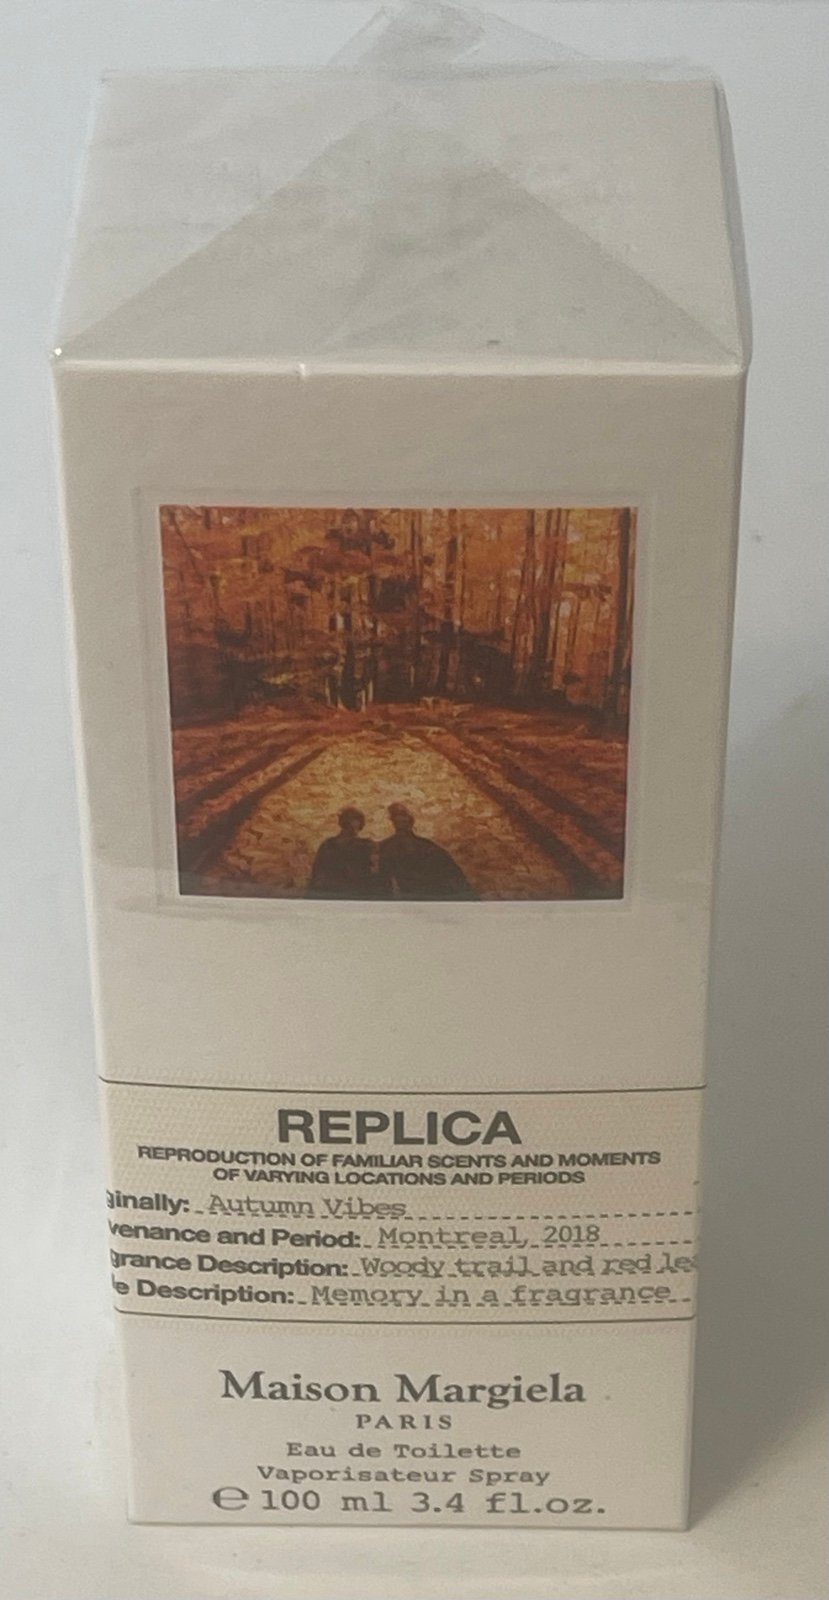 REPLICA
REPRODUCTION OF FAMILIAR SCENTS AND MOMENTS
OF VARYING LOCATIONS AND PERIODS
ginally: Autumn Vibes
venance and Period: Montreal, 2018
grance Description: Woody trail and red lea
e Description: Memory in a fragrance
Maison Margiela
PARIS
Eau de Toilette
Vaporisateur Spray
℮ 100 ml 3.4 fl.oz.